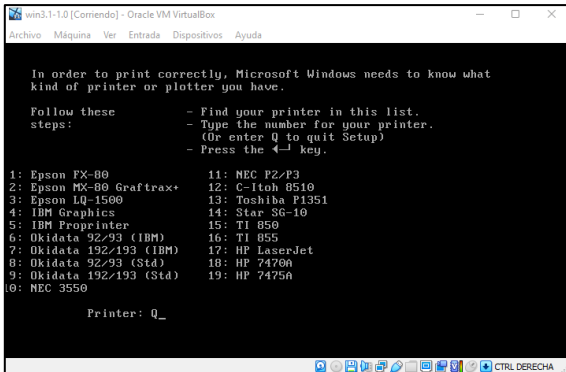 win3.1-1.0 [Corriendo] - Oracle VM VirtualBox
Archivo Máquina Ver Entrada Dispositivos Ayuda
In order to print correctly, Microsoft Windows needs to know what
kind of printer or plotter you have.
Follow these - Find your printer in this list.
steps: - Type the number for your printer.
(Or enter Q to quit Setup)
- Press the ◄─┘ key.
1: Epson FX-80 11: NEC P2/P3
2: Epson MX-80 Graftrax+ 12: C-Itoh 8510
3: Epson LQ-1500 13: Toshiba P1351
4: IBM Graphics 14: Star SG-10
5: IBM Proprinter 15: TI 850
6: Okidata 92/93 (IBM) 16: TI 855
7: Okidata 192/193 (IBM) 17: HP LaserJet
8: Okidata 92/93 (Std) 18: HP 7470A
9: Okidata 192/193 (Std) 19: HP 7475A
10: NEC 3550
Printer: Q_
CTRL DERECHA